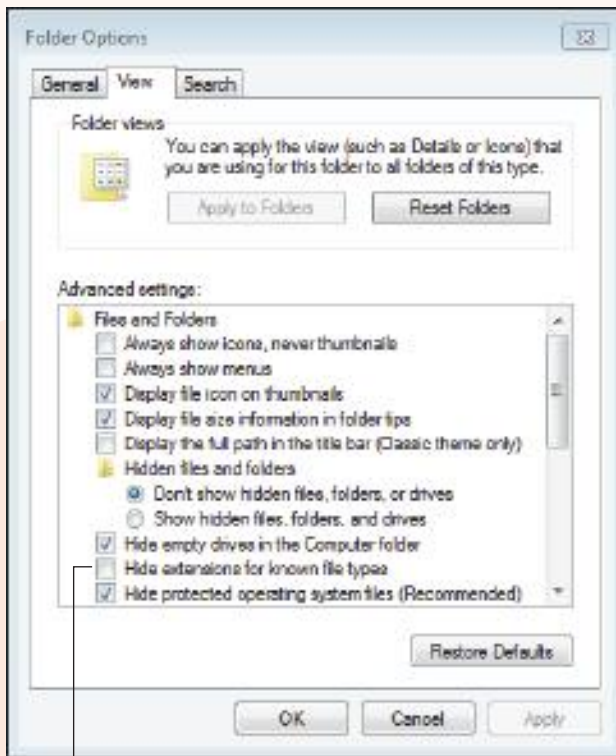 Folder Options
General View Search
Folder views
You can apply the view (such as Details or Icons) that
you are using for this folder to all folders of this type.
Apply to Folders Reset Folders
Advanced settings:
Files and Folders
Always show icons, never thumbnails
Always show menus
Display file icon on thumbnails
Display file size information in folder tips
Display the full path in the title bar (Classic theme only)
Hidden files and folders
Don't show hidden files, folders, or drives
Show hidden files, folders, and drives
Hide empty drives in the Computer folder
Hide extensions for known file types
Hide protected operating system files (Recommended)
Restore Defaults
OK Cancel Apply